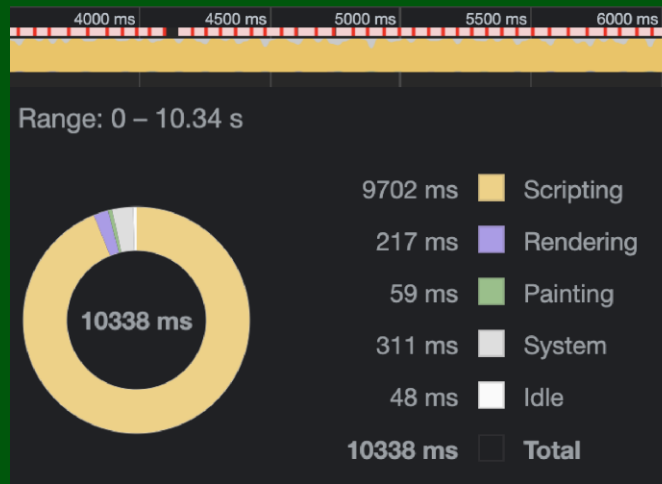 4000 ms 4500 ms 5000 ms 5500 ms 6000 ms
Range: 0 – 10.34 s
9702 ms Scripting
217 ms Rendering
59 ms Painting
10338 ms
311 ms System
48 ms Idle
10338 ms Total